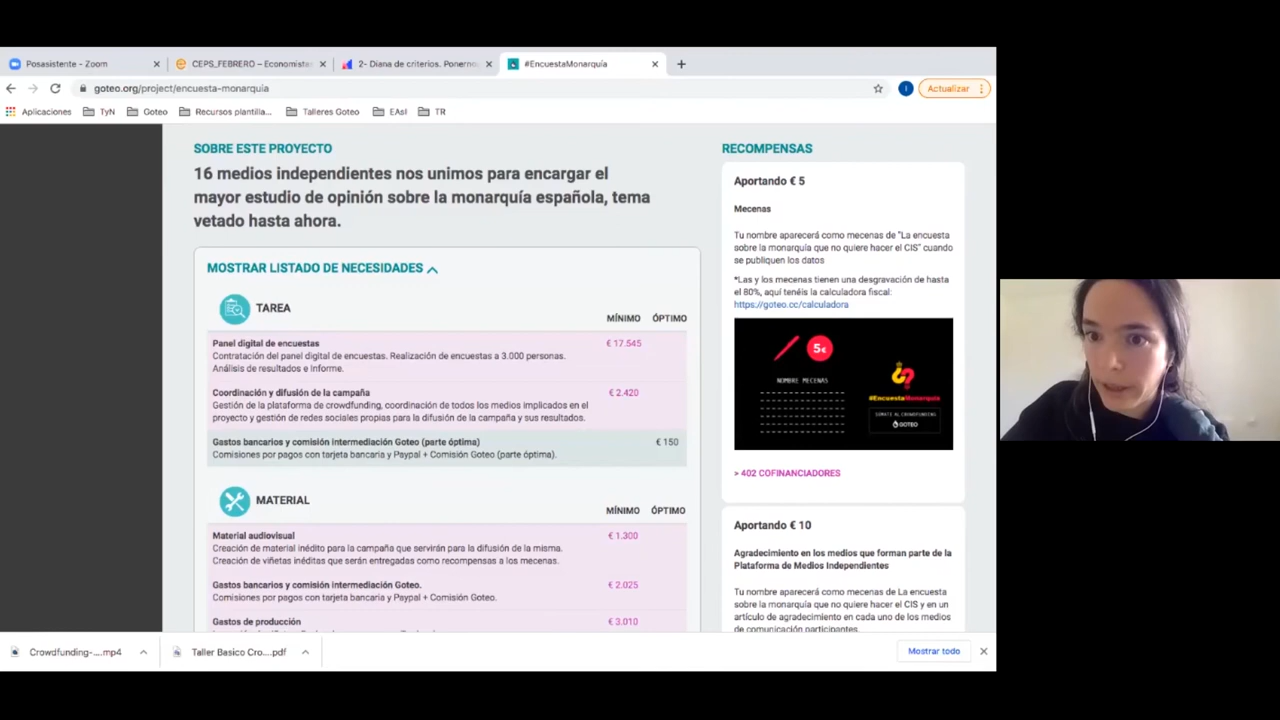 Posasistente - Zoom
CEPS_FEBRERO – Economistas
2- Diana de criterios. Ponerno
#EncuestaMonarquía
goteo.org/project/encuesta-monarquia
Actualizar
Aplicaciones
TyN
Goteo
Recursos plantilla...
Talleres Goteo
EAsI
TR
SOBRE ESTE PROYECTO
16 medios independientes nos unimos para encargar el
mayor estudio de opinión sobre la monarquía española, tema
vetado hasta ahora.
MOSTRAR LISTADO DE NECESIDADES
TAREA
MÍNIMO
ÓPTIMO
Panel digital de encuestas
€ 17.545
Contratación del panel digital de encuestas. Realización de encuestas a 3.000 personas.
Análisis de resultados e Informe.
Coordinación y difusión de la campaña
€ 2.420
Gestión de la plataforma de crowdfunding, coordinación de todos los medios implicados en el
proyecto y gestión de redes sociales propias para la difusión de la campaña y sus resultados.
Gastos bancarios y comisión intermediación Goteo (parte óptima)
€ 150
Comisiones por pagos con tarjeta bancaria y Paypal + Comisión Goteo (parte óptima).
MATERIAL
MÍNIMO
ÓPTIMO
Material audiovisual
€ 1.300
Creación de material inédito para la campaña que servirán para la difusión de la misma.
Creación de viñetas inéditas que serán entregadas como recompensas a los mecenas.
Gastos bancarios y comisión intermediación Goteo.
€ 2.025
Comisiones por pagos con tarjeta bancaria y Paypal + Comisión Goteo.
Gastos de producción
€ 3.010
RECOMPENSAS
Aportando € 5
Mecenas
Tu nombre aparecerá como mecenas de "La encuesta
sobre la monarquía que no quiere hacer el CIS" cuando
se publiquen los datos
*Las y los mecenas tienen una desgravación de hasta
el 80%, aquí tenéis la calculadora fiscal:
https://goteo.cc/calculadora
5€
NOMBRE MECENAS
#EncuestaMonarquía
SÚMATE AL CROWDFUNDING
GOTEO
> 402 COFINANCIADORES
Aportando € 10
Agradecimiento en los medios que forman parte de la
Plataforma de Medios Independientes
Tu nombre aparecerá como mecenas de La encuesta
sobre la monarquía que no quiere hacer el CIS y en un
artículo de agradecimiento en cada uno de los medios
de comunicación participantes.
Crowdfunding-....mp4
Taller Basico Cro....pdf
Mostrar todo